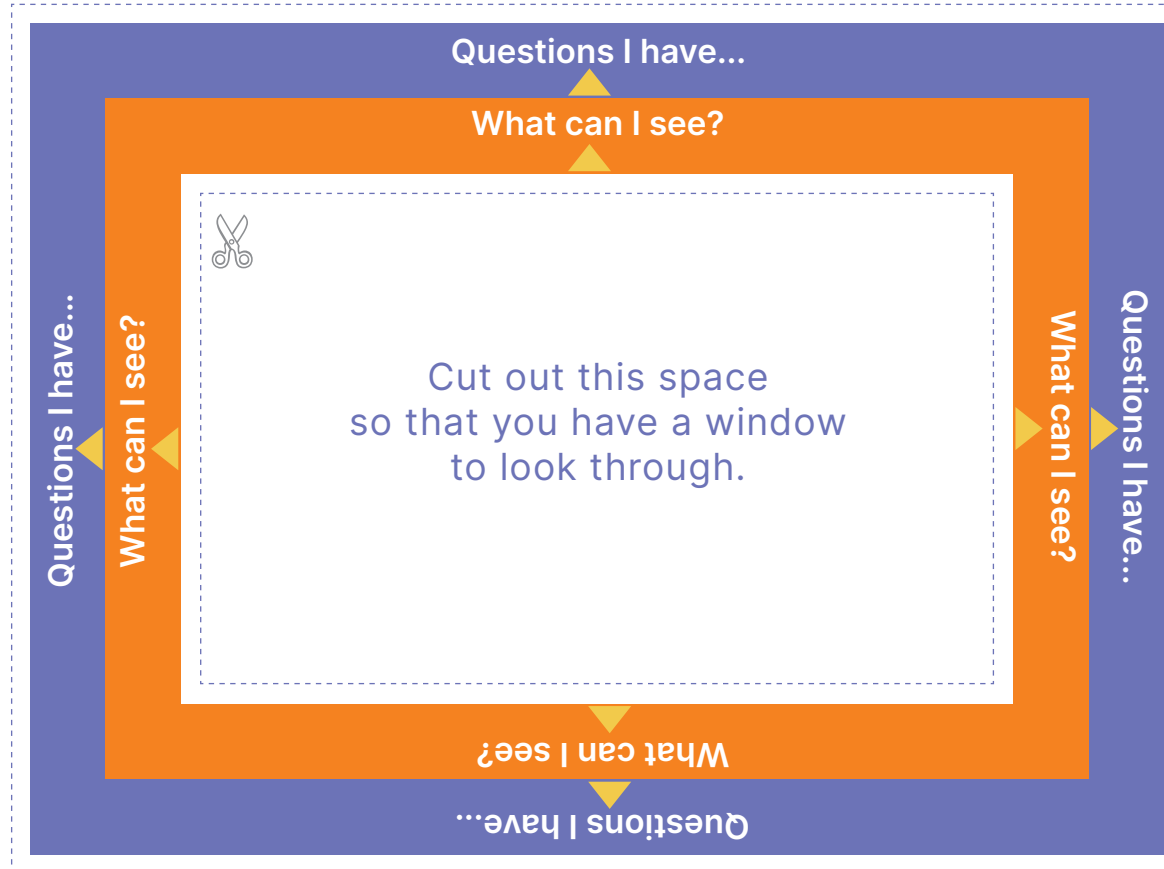 Questions I have...
What can I see?
Questions I have...
What can I see?
Cut out this space
so that you have a window
to look through.
What can I see?
Questions I have...
What can I see?
Questions I have...